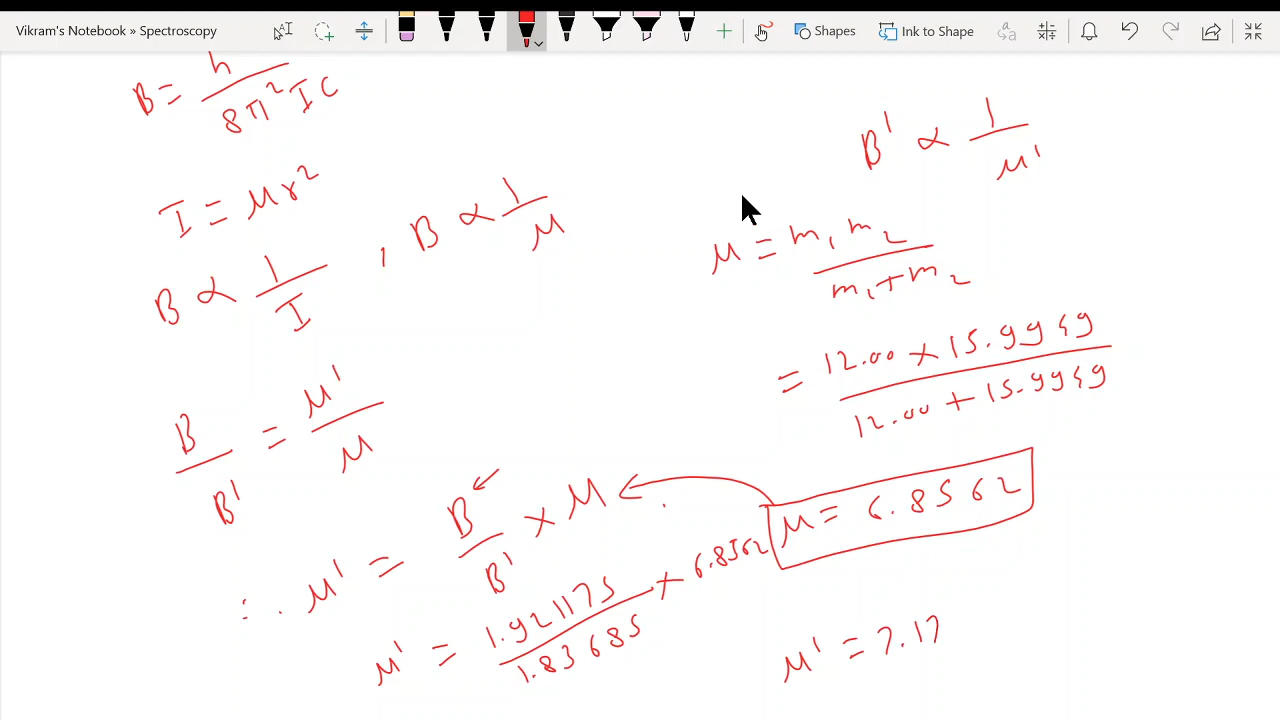 Vikram's Notebook » Spectroscopy
Shapes
Ink to Shape
B = h / 8π²Ic
I = μr²
B ∝ 1/I , B ∝ 1/μ
B/B' = μ'/μ
∴ μ' = B/B' × μ
μ' = 1.921175/1.83685 × 6.8562
B' ∝ 1/μ'
μ = m₁m₂ / m₁+m₂
= 12.00 × 15.9949 / 12.00 + 15.9949
μ = 6.8562
μ' = 7.17